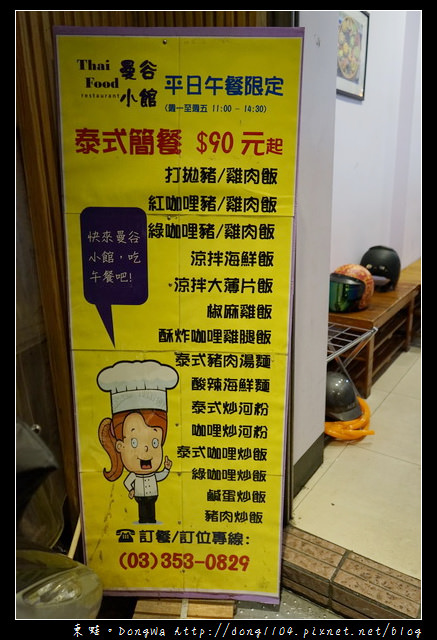 Thai
Food
restaurant
曼谷
小館
平日午餐限定
(週一至週五 11:00 - 14:30)
泰式簡餐 $90元起
打拋豬/雞肉飯
紅咖哩豬/雞肉飯
綠咖哩豬/雞肉飯
涼拌海鮮飯
涼拌大薄片飯
椒麻雞飯
酥炸咖哩雞腿飯
泰式豬肉湯麵
酸辣海鮮麵
泰式炒河粉
咖哩炒河粉
泰式咖哩炒飯
綠咖哩炒飯
鹹蛋炒飯
豬肉炒飯
快來曼谷
小館，吃
午餐吧!
訂餐/訂位專線:
(03)353-0829
東蛙。DongWa http://dong1104.pixnet.net/blog